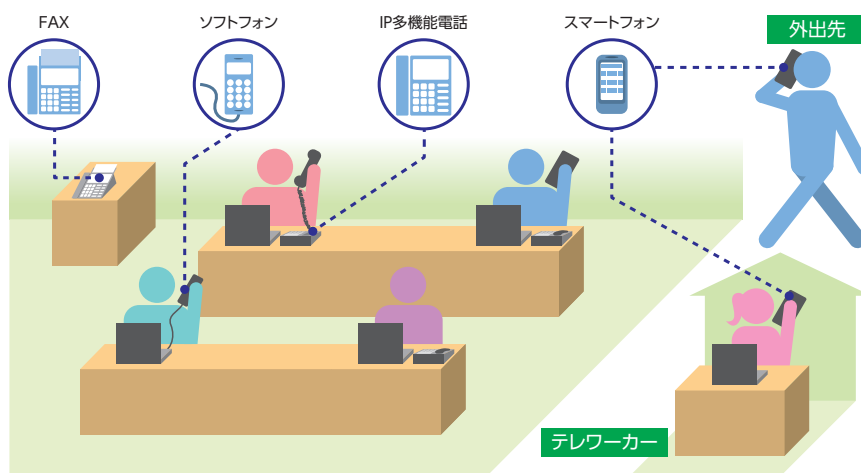 FAX
ソフトフォン
IP多機能電話
スマートフォン
外出先
テレワーカー